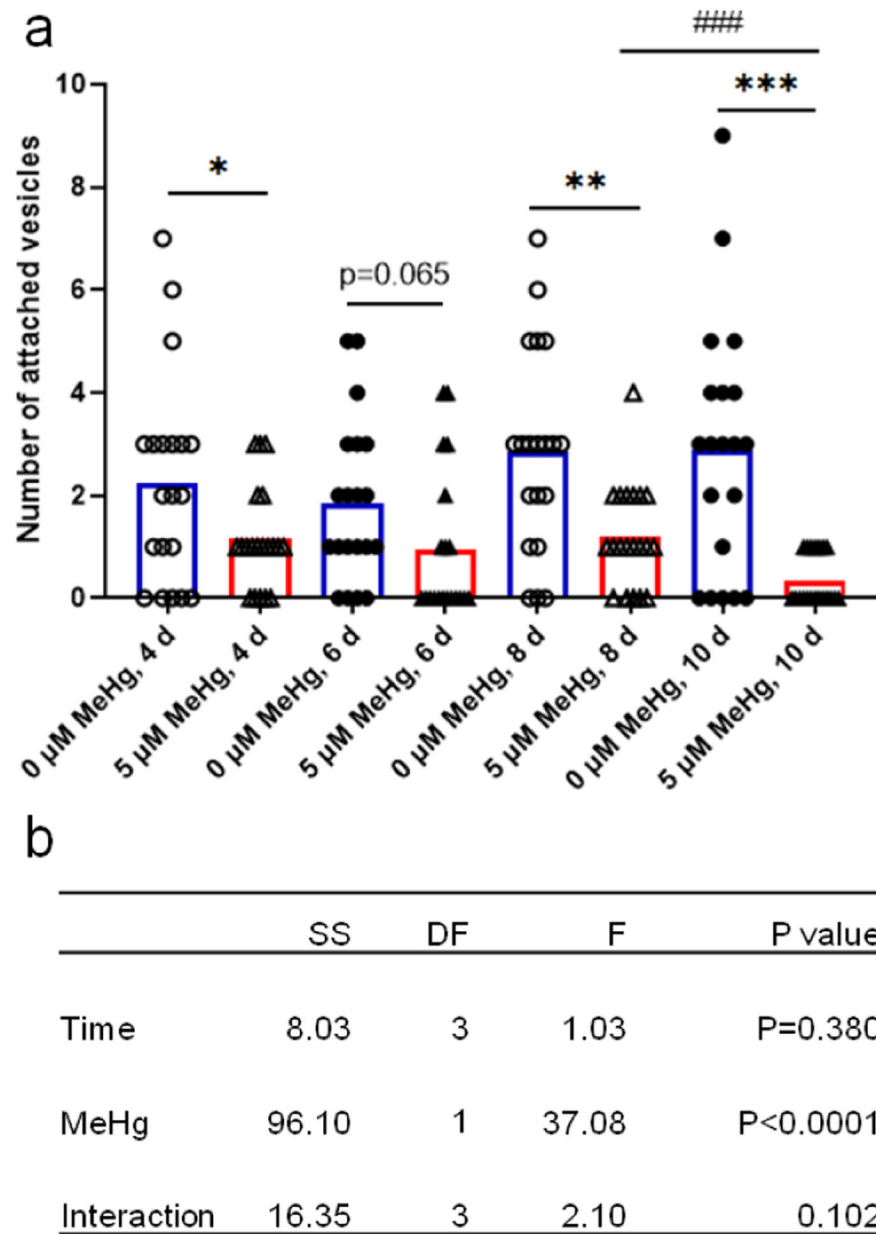 a
###
***
10
*
**
8
p=0.065
6
4
2
0
Number of attached vesicles
0 µM MeHg, 4 d
5 µM MeHg, 4 d
0 µM MeHg, 6 d
5 µM MeHg, 6 d
0 µM MeHg, 8 d
5 µM MeHg, 8 d
0 µM MeHg, 10 d
5 µM MeHg, 10 d
b
SS DF F P value
Time 8.03 3 1.03 P=0.380
MeHg 96.10 1 37.08 P<0.0001
Interaction 16.35 3 2.10 0.102